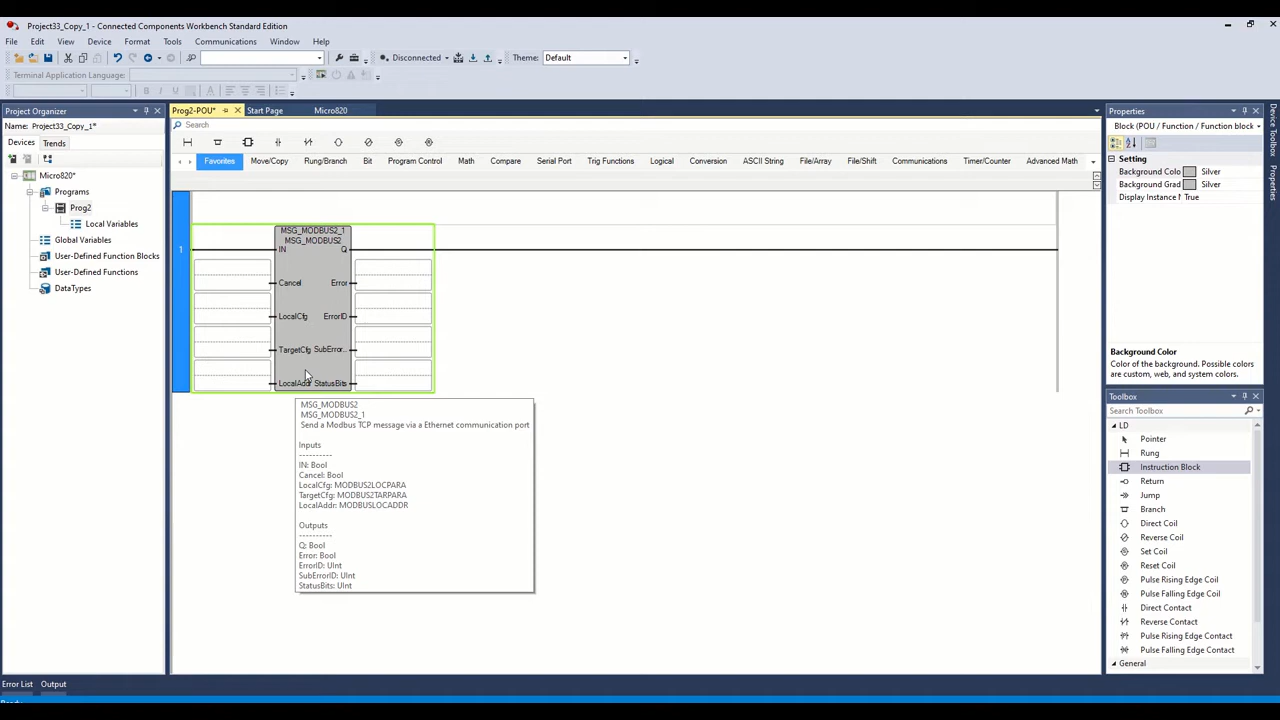 Project33_Copy_1 - Connected Components Workbench Standard Edition
File Edit View Device Format Tools Communications Window Help
Disconnected Theme: Default
Terminal Application Language:
B I U
Project Organizer
Name: Project33_Copy_1*
Devices Trends
Micro820*
Programs
Prog2
Local Variables
Global Variables
User-Defined Function Blocks
User-Defined Functions
DataTypes
Prog2-POU* Start Page Micro820
Search
Favorites Move/Copy Rung/Branch Bit Program Control Math Compare Serial Port Trig Functions Logical Conversion ASCII String File/Array File/Shift Communications Timer/Counter Advanced Math
1
MSG_MODBUS2_1
MSG_MODBUS2
IN Q
Cancel Error
LocalCfg ErrorID
TargetCfg SubError...
LocalAddr StatusBits
MSG_MODBUS2
MSG_MODBUS2_1
Send a Modbus TCP message via a Ethernet communication port
Inputs
----------
IN: Bool
Cancel: Bool
LocalCfg: MODBUS2LOCPARA
TargetCfg: MODBUS2TARPARA
LocalAddr: MODBUSLOCADDR
Outputs
----------
Q: Bool
Error: Bool
ErrorID: UInt
SubErrorID: UInt
StatusBits: UInt
Properties
Block (POU / Function / Function block
Setting
Background Colo Silver
Background Grad Silver
Display Instance N True
Background Color
Background Color. Possible colors are custom, web, and system colors.
Toolbox
Search Toolbox
LD
Pointer
Rung
Instruction Block
Return
Jump
Branch
Direct Coil
Reverse Coil
Set Coil
Reset Coil
Pulse Rising Edge Coil
Pulse Falling Edge Coil
Direct Contact
Reverse Contact
Pulse Rising Edge Contact
Pulse Falling Edge Contact
General
Device Toolbox
Properties
Error List Output